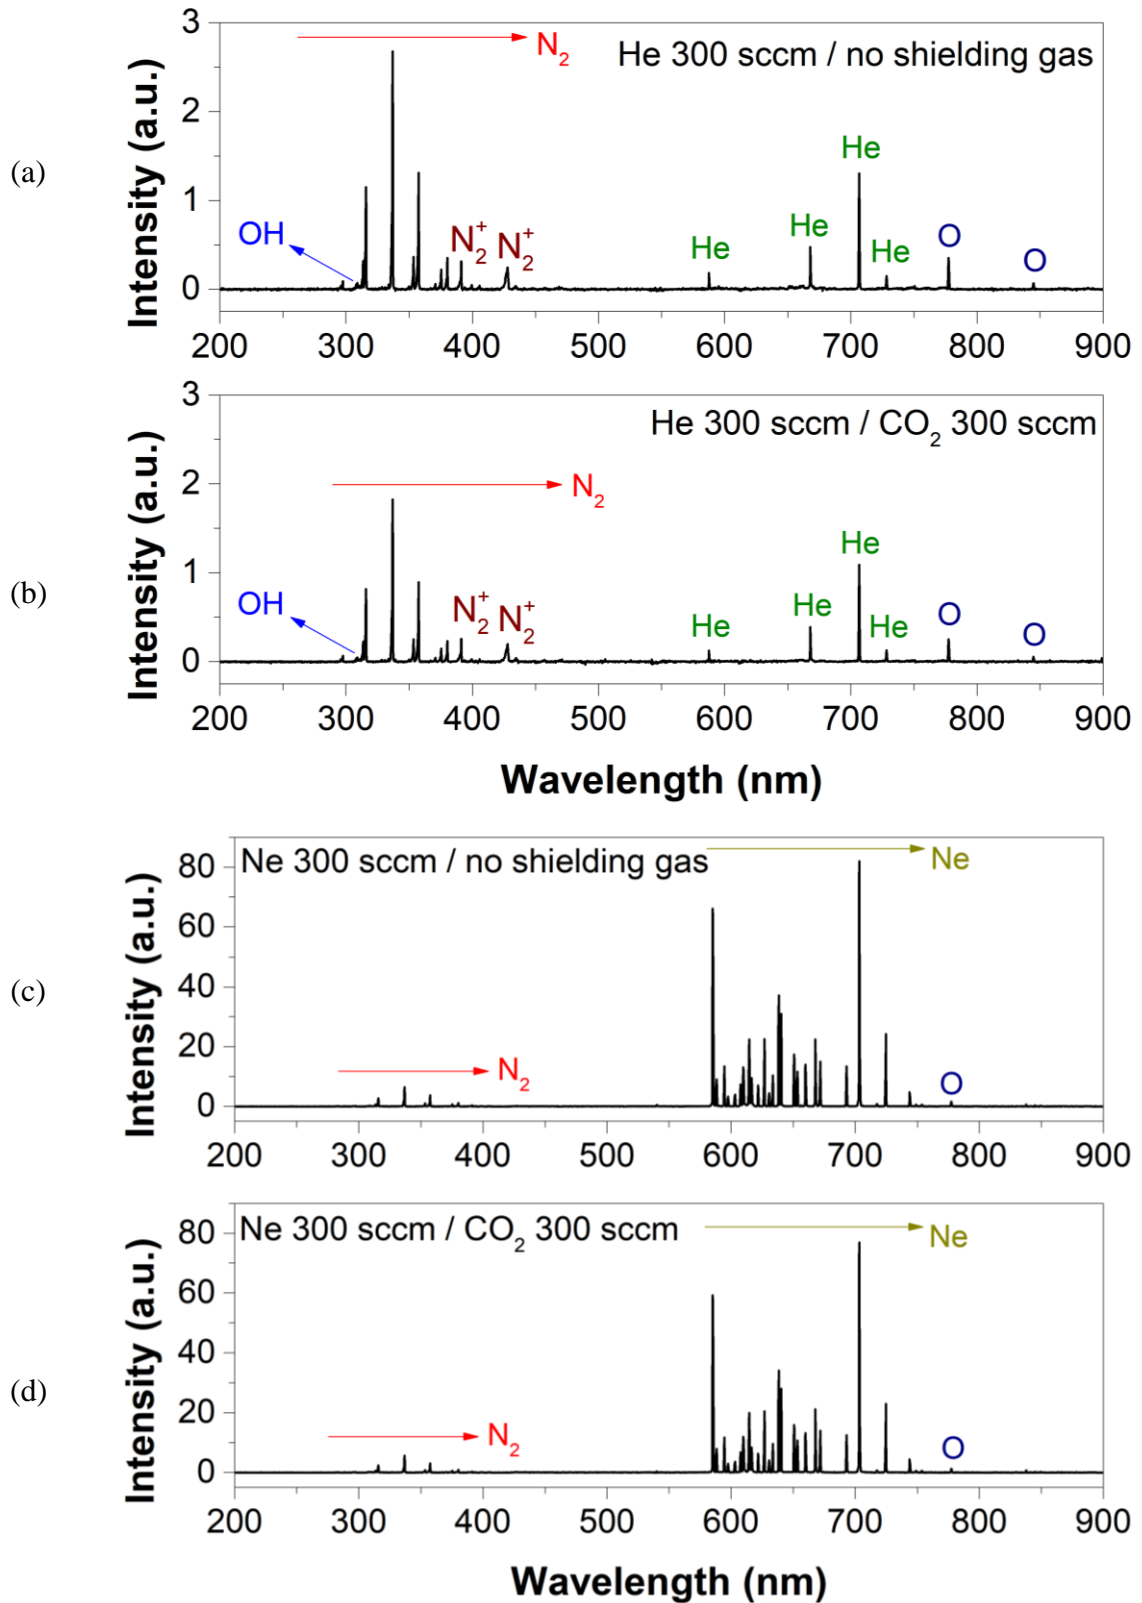 (a)
Intensity (a.u.)
3
2
1
0
N₂
He 300 sccm / no shielding gas
OH
N₂⁺
N₂⁺
He
He
He
He
O
O
200 300 400 500 600 700 800 900
(b)
Intensity (a.u.)
3
2
1
0
He 300 sccm / CO₂ 300 sccm
N₂
OH
N₂⁺
N₂⁺
He
He
He
He
O
O
200 300 400 500 600 700 800 900
Wavelength (nm)
(c)
Intensity (a.u.)
80
60
40
20
0
Ne 300 sccm / no shielding gas
Ne
N₂
O
200 300 400 500 600 700 800 900
(d)
Intensity (a.u.)
80
60
40
20
0
Ne 300 sccm / CO₂ 300 sccm
Ne
N₂
O
200 300 400 500 600 700 800 900
Wavelength (nm)